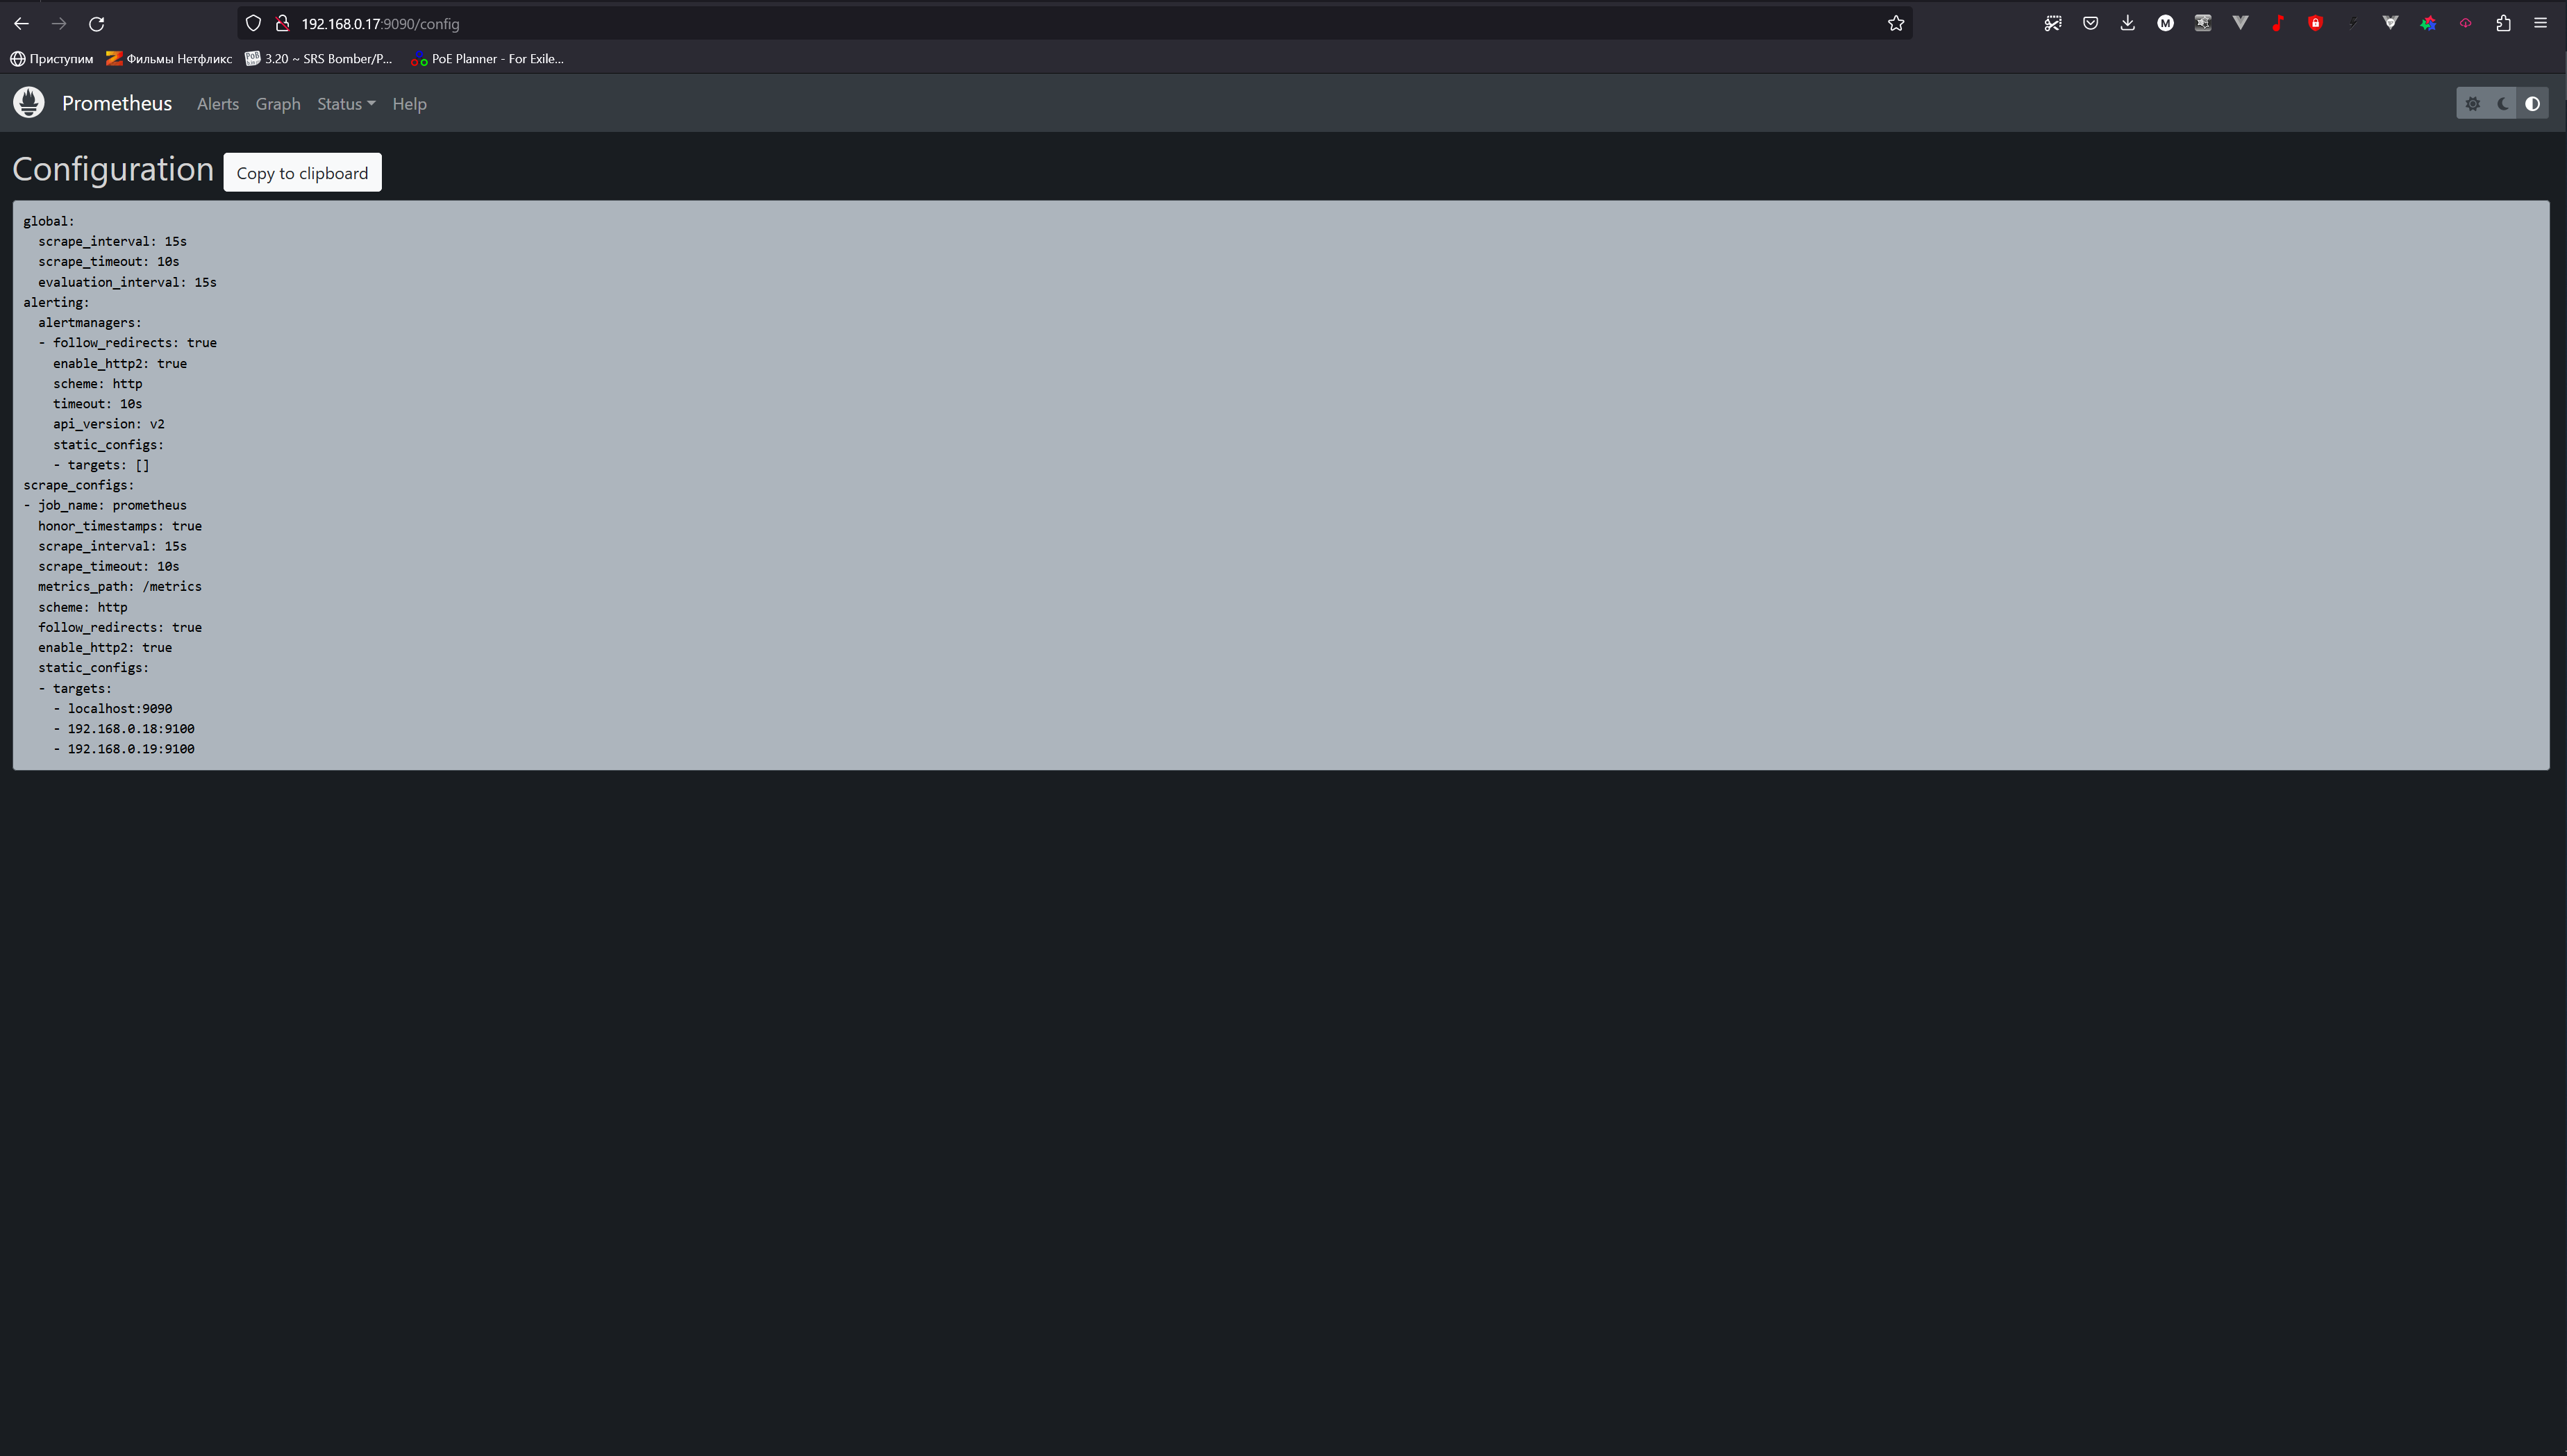 192.168.0.17:9090/config
Приступим Фильмы Нетфликс 3.20 ~ SRS Bomber/P... PoE Planner - For Exile...
Prometheus Alerts Graph Status Help
Configuration Copy to clipboard
global:
  scrape_interval: 15s
  scrape_timeout: 10s
  evaluation_interval: 15s
alerting:
  alertmanagers:
  - follow_redirects: true
    enable_http2: true
    scheme: http
    timeout: 10s
    api_version: v2
    static_configs:
    - targets: []
scrape_configs:
- job_name: prometheus
  honor_timestamps: true
  scrape_interval: 15s
  scrape_timeout: 10s
  metrics_path: /metrics
  scheme: http
  follow_redirects: true
  enable_http2: true
  static_configs:
  - targets:
    - localhost:9090
    - 192.168.0.18:9100
    - 192.168.0.19:9100